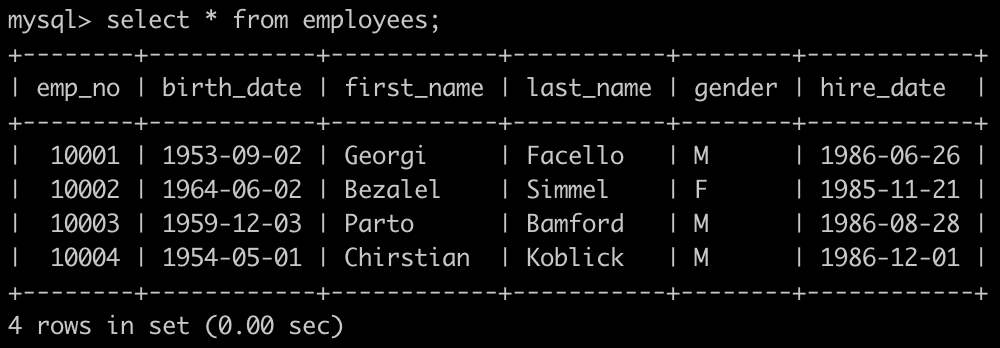 mysql> select * from employees;
+--------+------------+------------+-----------+--------+------------+
| emp_no | birth_date | first_name | last_name | gender | hire_date  |
+--------+------------+------------+-----------+--------+------------+
|  10001 | 1953-09-02 | Georgi     | Facello   | M      | 1986-06-26 |
|  10002 | 1964-06-02 | Bezalel    | Simmel    | F      | 1985-11-21 |
|  10003 | 1959-12-03 | Parto      | Bamford   | M      | 1986-08-28 |
|  10004 | 1954-05-01 | Chirstian  | Koblick   | M      | 1986-12-01 |
+--------+------------+------------+-----------+--------+------------+
4 rows in set (0.00 sec)